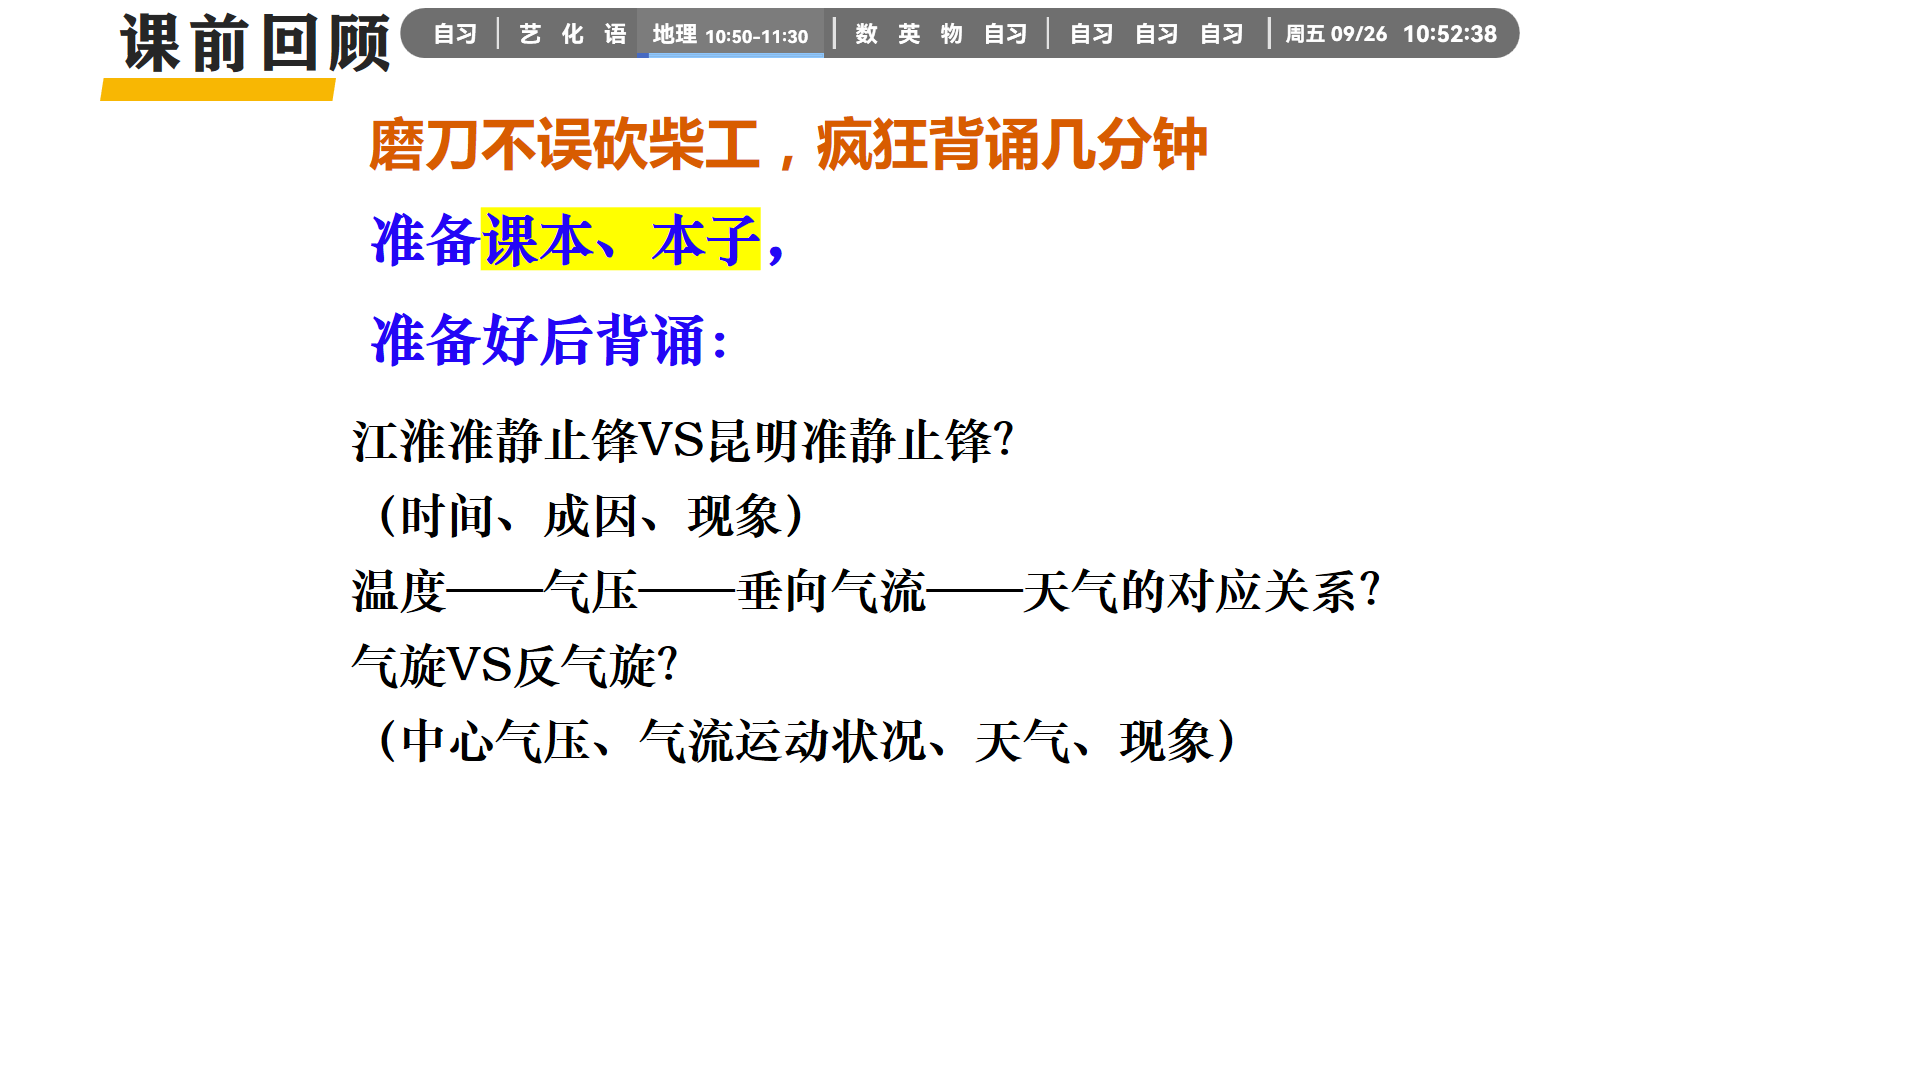 课前回顾
自习 | 艺 化 语 地理 10:50-11:30 | 数 英 物 自习 | 自习 自习 自习 | 周五 09/26 10:52:38
磨刀不误砍柴工，疯狂背诵几分钟
准备课本、本子，
准备好后背诵：
江淮准静止锋VS昆明准静止锋？
（时间、成因、现象）
温度——气压——垂向气流——天气的对应关系？
气旋VS反气旋？
（中心气压、气流运动状况、天气、现象）